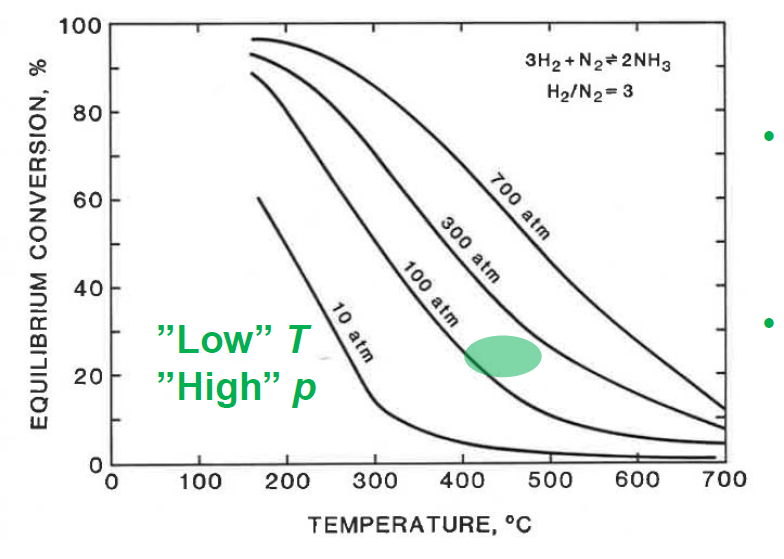 100
80
60
40
20
0
EQUILIBRIUM CONVERSION, %
3H₂ + N₂ ⇌ 2NH₃
H₂/N₂ = 3
700 atm
300 atm
100 atm
10 atm
”Low” T
”High” p
0 100 200 300 400 500 600 700
TEMPERATURE, ºC